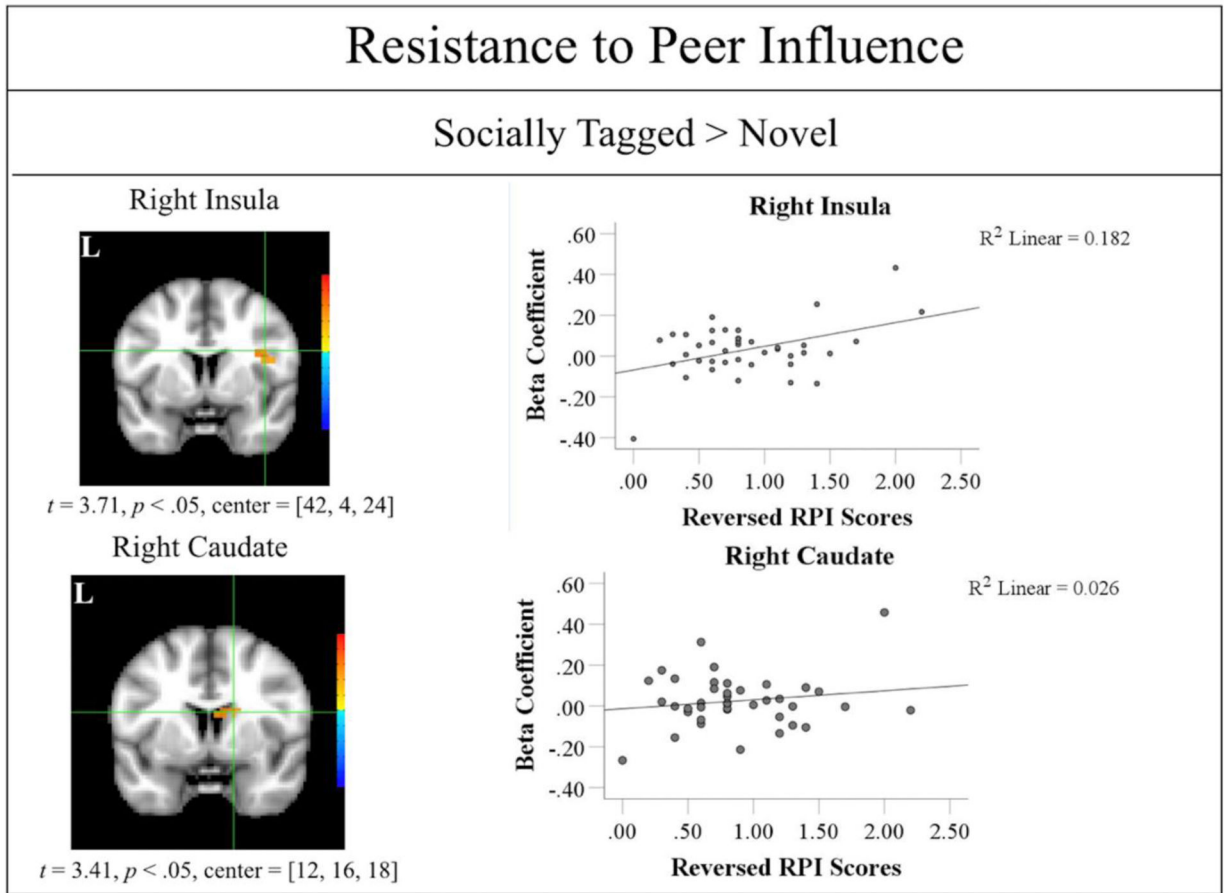 Resistance to Peer Influence
Socially Tagged > Novel
Right Insula
L
t = 3.71, p < .05, center = [42, 4, 24]
Right Insula
R² Linear = 0.182
Beta Coefficient
.60
.40
.20
.00
-.20
-.40
.00 .50 1.00 1.50 2.00 2.50
Reversed RPI Scores
Right Caudate
L
t = 3.41, p < .05, center = [12, 16, 18]
Right Caudate
R² Linear = 0.026
Beta Coefficient
.60
.40
.20
.00
-.20
-.40
.00 .50 1.00 1.50 2.00 2.50
Reversed RPI Scores